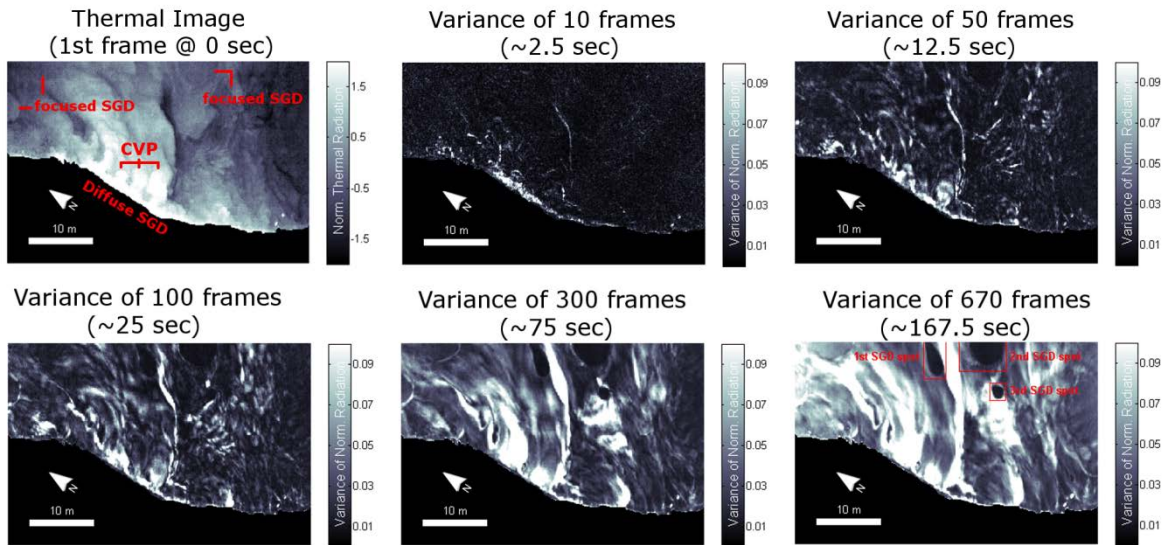 Thermal Image
(1st frame @ 0 sec)
focused SGD
focused SGD
CVP
Diffuse SGD
N
10 m
1.5
0.5
-0.5
-1.5
Norm. Thermal Radiation
Variance of 10 frames
(~2.5 sec)
N
10 m
0.09
0.07
0.05
0.03
0.01
Variance of Norm. Radiation
Variance of 50 frames
(~12.5 sec)
N
10 m
0.09
0.07
0.05
0.03
0.01
Variance of Norm. Radiation
Variance of 100 frames
(~25 sec)
N
10 m
0.09
0.07
0.05
0.03
0.01
Variance of Norm. Radiation
Variance of 300 frames
(~75 sec)
N
10 m
0.09
0.07
0.05
0.03
0.01
Variance of Norm. Radiation
Variance of 670 frames
(~167.5 sec)
1st SGD spot
2nd SGD spot
3rd SGD spot
N
10 m
0.09
0.07
0.05
0.03
0.01
Variance of Norm. Radiation